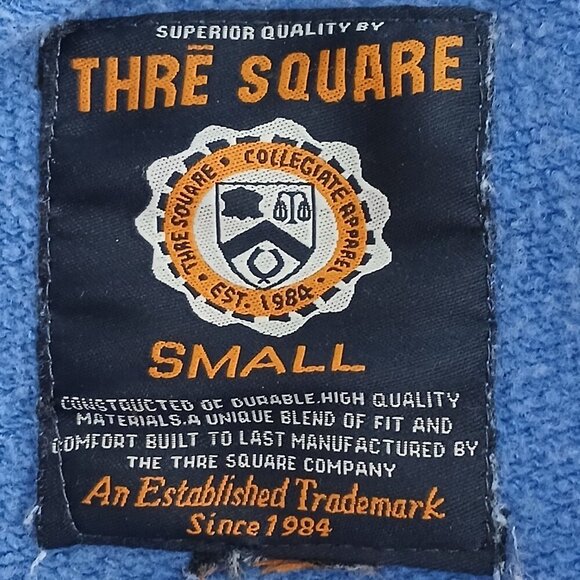 SUPERIOR QUALITY BY
THRĒ SQUARE
THRE SQUARE • COLLEGIATE APPAREL •
EST. 1984
SMALL
CONSTRUCTED OF DURABLE.HIGH QUALITY
MATERIALS.A UNIQUE BLEND OF FIT AND
COMFORT BUILT TO LAST MANUFACTURED BY
THE THRE SQUARE COMPANY
An Established Trademark
Since 1984